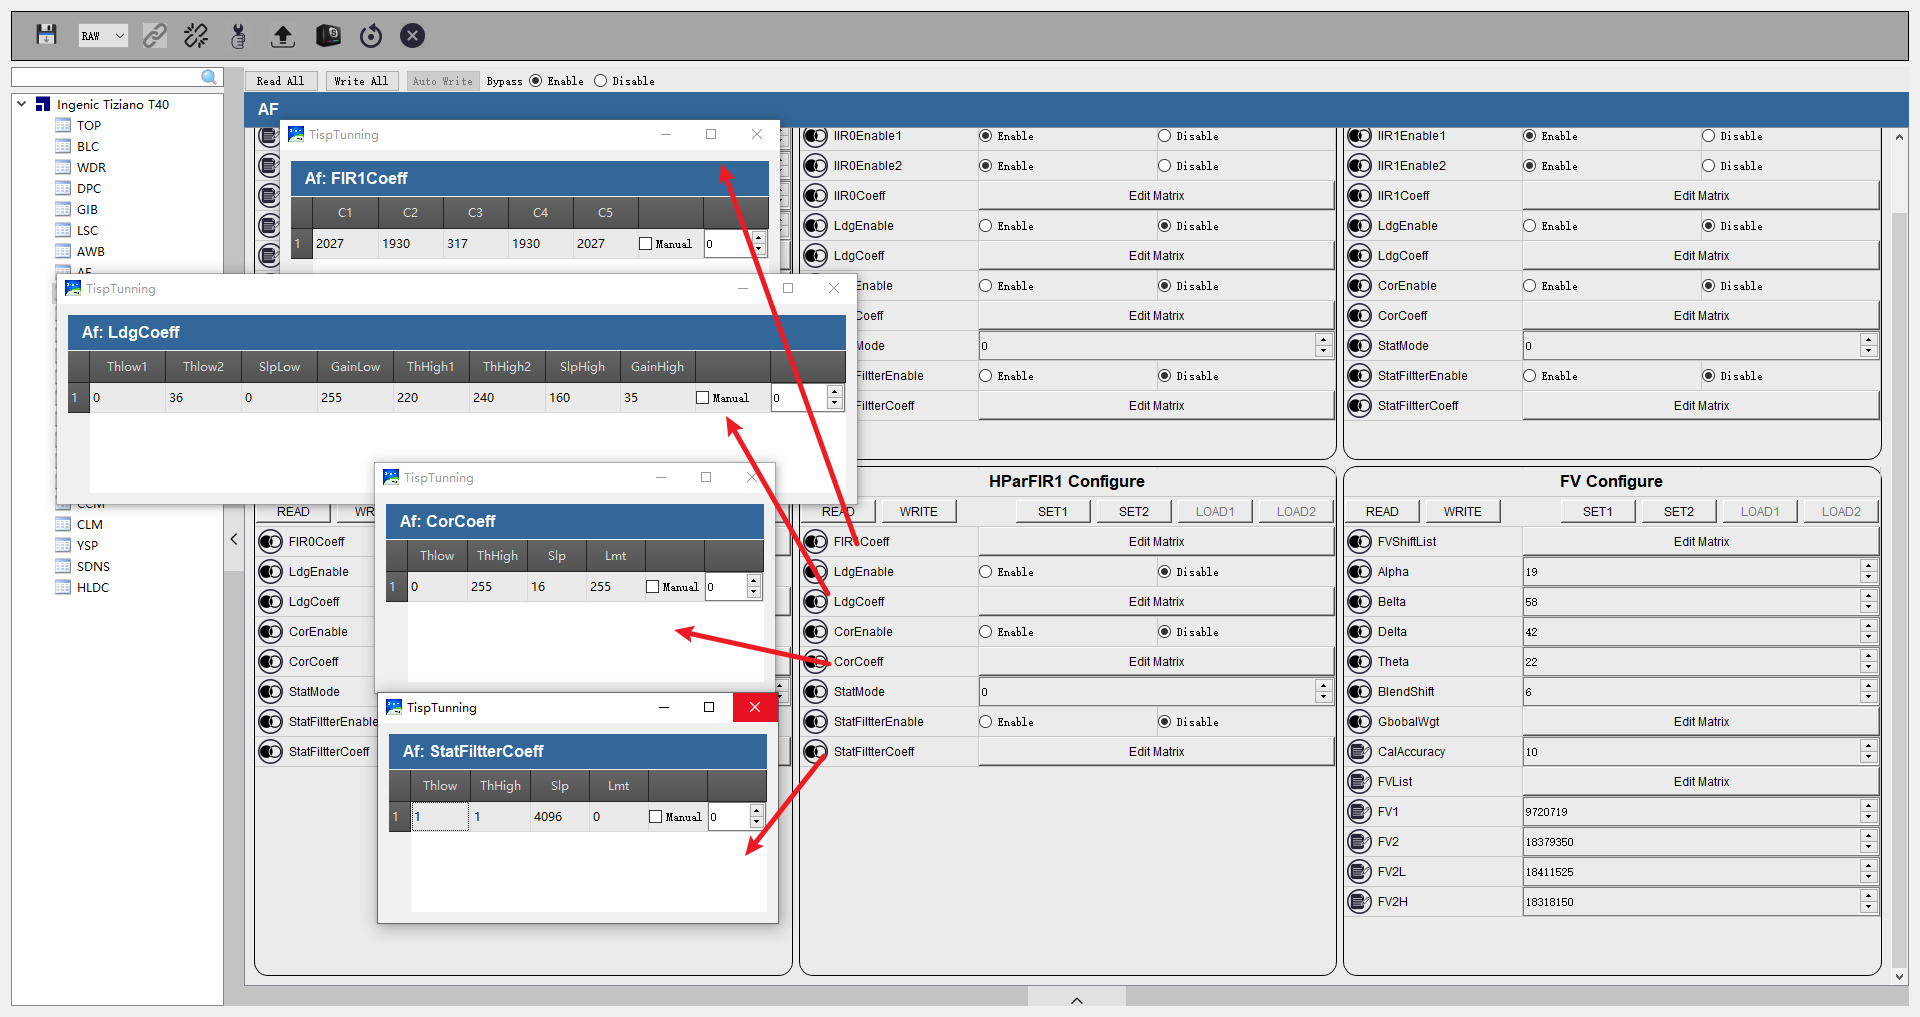 RAW
Read All Write All Auto Write Bypass Enable Disable
Ingenic Tiziano T40
TOP
BLC
WDR
DPC
GIB
LSC
AWB
AF
CCM
CLM
YSP
SDNS
HLDC
AF
TispTunning
Af: FIR1Coeff
C1 C2 C3 C4 C5
1 2027 1930 317 1930 2027 Manual 0
TispTunning
Af: LdgCoeff
Thlow1 Thlow2 SlpLow GainLow ThHigh1 ThHigh2 SlpHigh GainHigh
1 0 36 0 255 220 240 160 35 Manual 0
TispTunning
Af: CorCoeff
Thlow ThHigh Slp Lmt
1 0 255 16 255 Manual 0
TispTunning
Af: StatFiltterCoeff
Thlow ThHigh Slp Lmt
1 1 1 4096 0 Manual 0
READ WR
FIR0Coeff
LdgEnable
LdgCoeff
CorEnable
CorCoeff
StatMode
StatFiltterEnable
StatFiltterCoeff
IIR0Enable1 Enable Disable
IIR0Enable2 Enable Disable
IIR0Coeff Edit Matrix
LdgEnable Enable Disable
LdgCoeff Edit Matrix
Enable Enable Disable
Coeff Edit Matrix
Mode 0
FiltterEnable Enable Disable
FiltterCoeff Edit Matrix
HParFIR1 Configure
READ WRITE SET1 SET2 LOAD1 LOAD2
FIR1Coeff Edit Matrix
LdgEnable Enable Disable
LdgCoeff Edit Matrix
CorEnable Enable Disable
CorCoeff Edit Matrix
StatMode 0
StatFiltterEnable Enable Disable
StatFiltterCoeff Edit Matrix
IIR1Enable1 Enable Disable
IIR1Enable2 Enable Disable
IIR1Coeff Edit Matrix
LdgEnable Enable Disable
LdgCoeff Edit Matrix
CorEnable Enable Disable
CorCoeff Edit Matrix
StatMode 0
StatFiltterEnable Enable Disable
StatFiltterCoeff Edit Matrix
FV Configure
READ WRITE SET1 SET2 LOAD1 LOAD2
FVShiftList Edit Matrix
Alpha 19
Belta 58
Delta 42
Theta 22
BlendShift 6
GbobalWgt Edit Matrix
CalAccuracy 10
FVList Edit Matrix
FV1 9720719
FV2 18379350
FV2L 18411525
FV2H 18318150